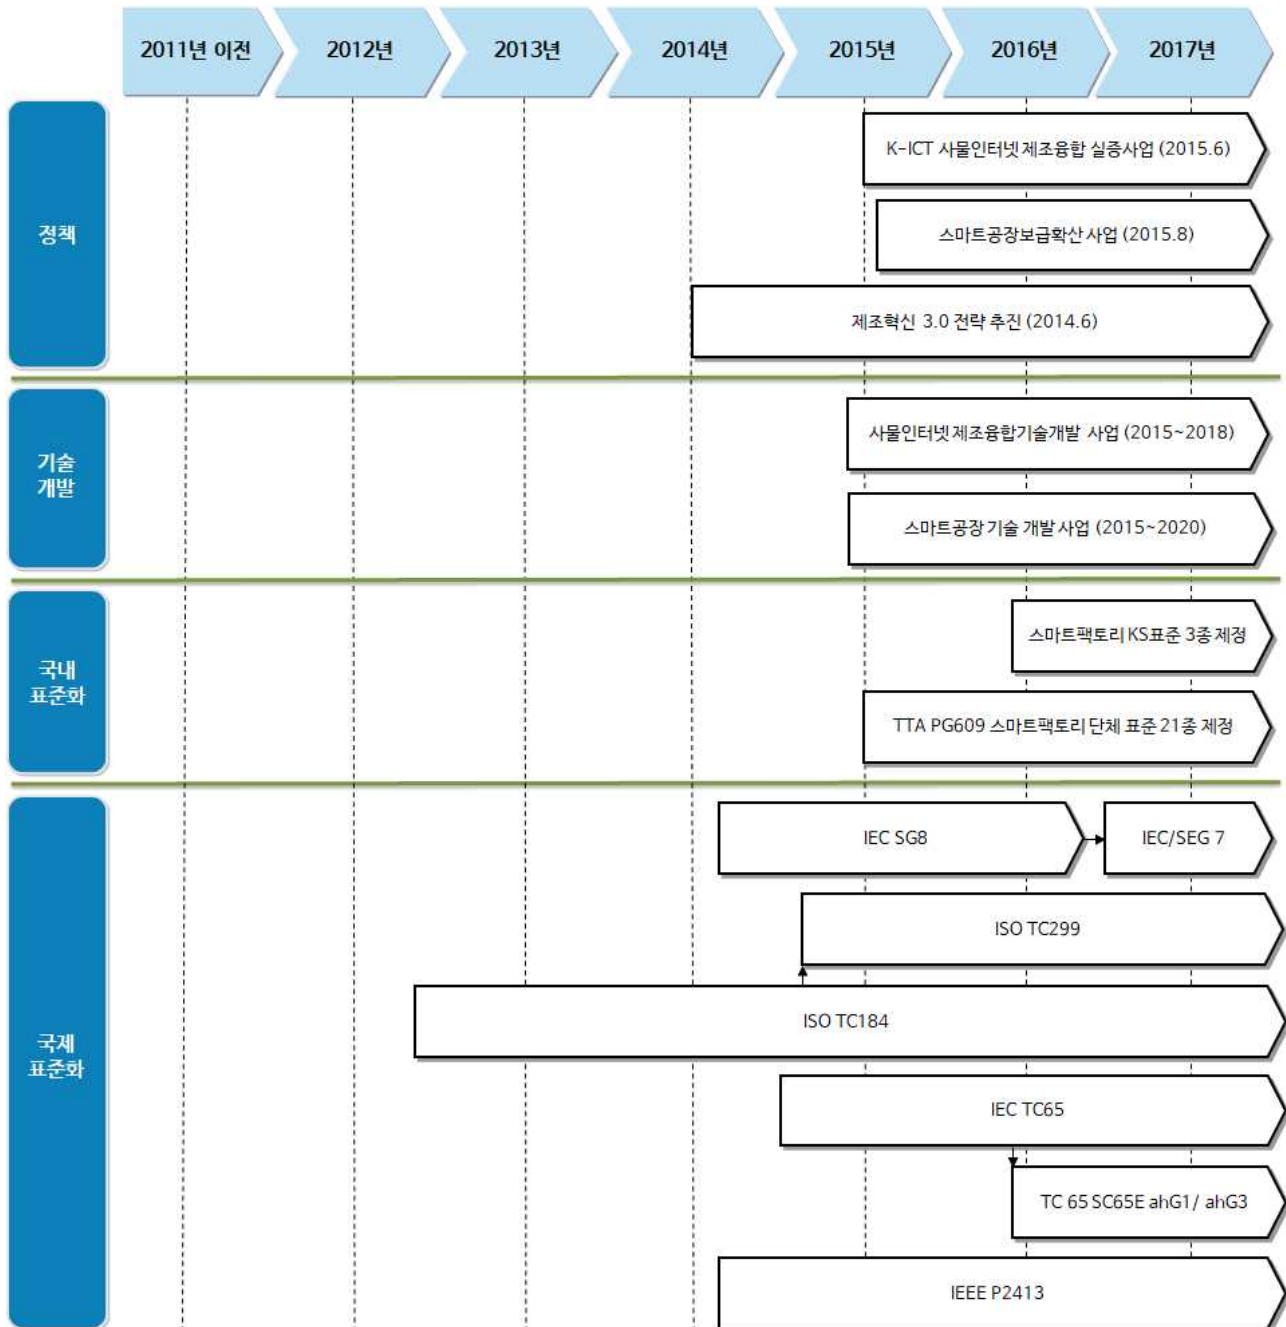 2011년 이전
2012년
2013년
2014년
2015년
2016년
2017년
정책
K-ICT 사물인터넷 제조융합 실증사업 (2015.6)
스마트공장보급확산 사업 (2015.8)
제조혁신 3.0 전략 추진 (2014.6)
기술
개발
사물인터넷 제조융합기술개발 사업 (2015~2018)
스마트공장 기술 개발 사업 (2015~2020)
국내
표준화
스마트팩토리 KS표준 3종 제정
TTA PG609 스마트팩토리 단체 표준 21종 제정
국제
표준화
IEC SG8
IEC/SEG 7
ISO TC299
ISO TC184
IEC TC65
TC 65 SC65E ahG1/ ahG3
IEEE P2413